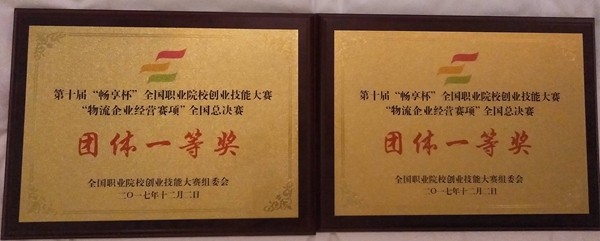 第十届“畅享杯”全国职业院校创业技能大赛
“物流企业经营赛项”全国总决赛
团体一等奖
全国职业院校创业技能大赛组委会
二〇一七年十二月二日
第十届“畅享杯”全国职业院校创业技能大赛
“物流企业经营赛项”全国总决赛
团体一等奖
全国职业院校创业技能大赛组委会
二〇一七年十二月二日